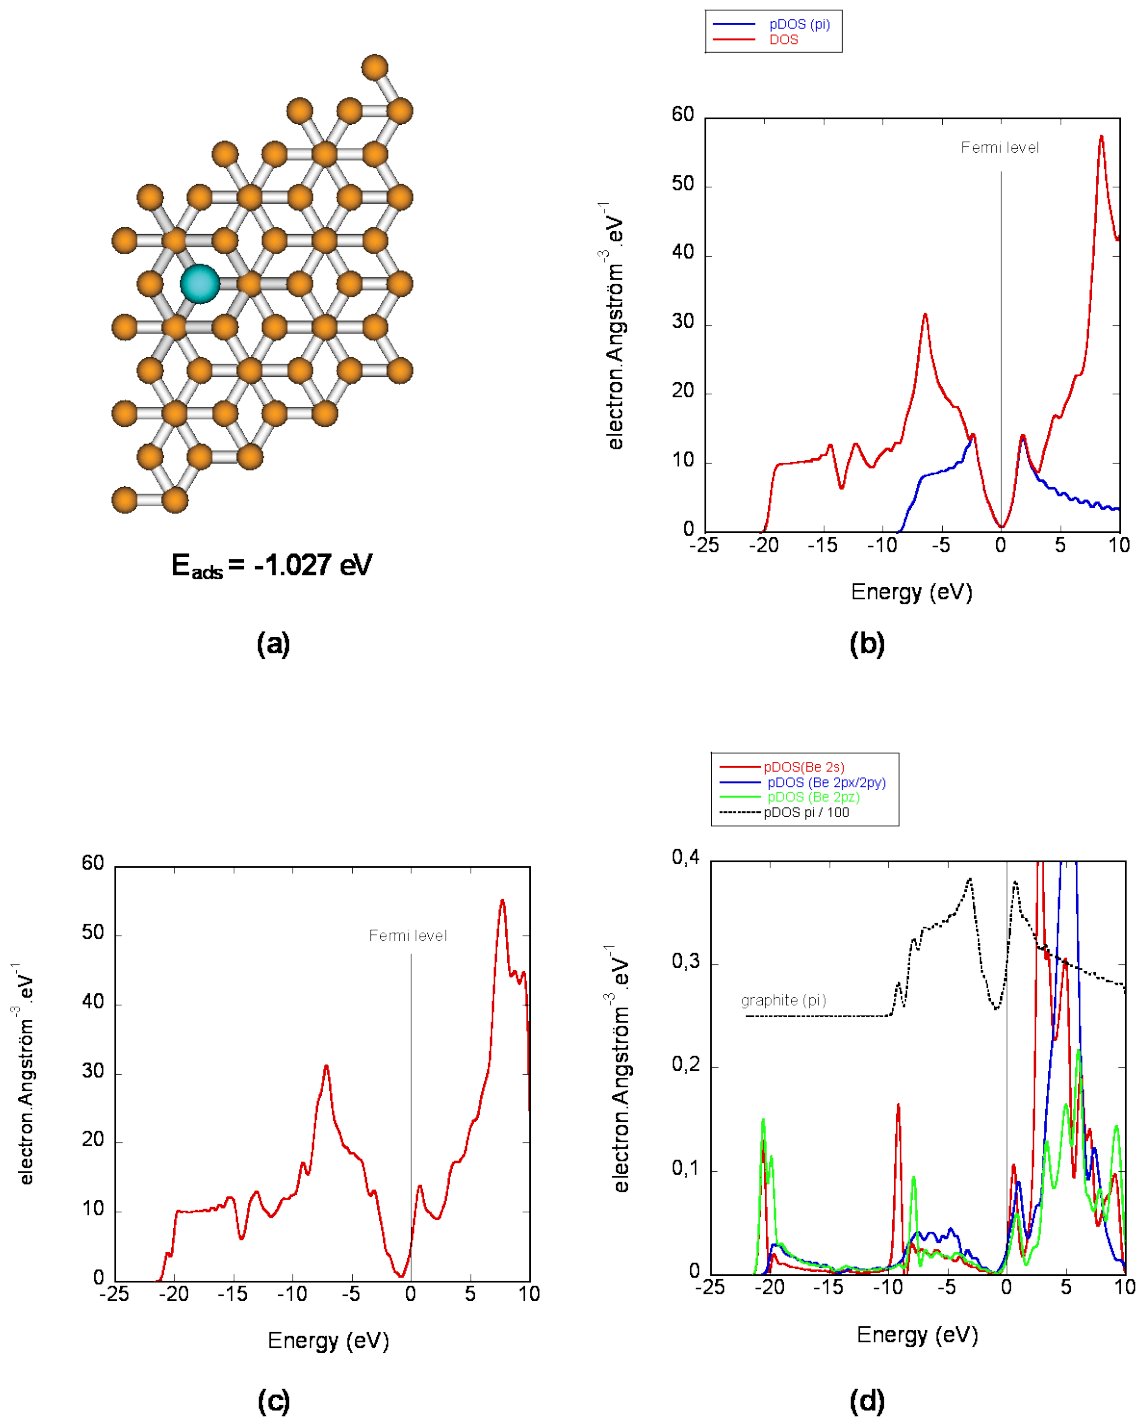 pDOS (pi)
DOS
60
50
40
30
20
10
0
-25 -20 -15 -10 -5 0 5 10
Fermi level
electron.Angström⁻³.eV⁻¹
Energy (eV)
E_ads = -1.027 eV
(a)
(b)
pDOS(Be 2s)
pDOS (Be 2px/2py)
pDOS (Be 2pz)
pDOS pi / 100
60
50
40
30
20
10
0
-25 -20 -15 -10 -5 0 5 10
Fermi level
electron.Angström⁻³.eV⁻¹
Energy (eV)
0,4
0,3
0,2
0,1
0
-25 -20 -15 -10 -5 0 5 10
graphite (pi)
electron.Angström⁻³.eV⁻¹
Energy (eV)
(c)
(d)